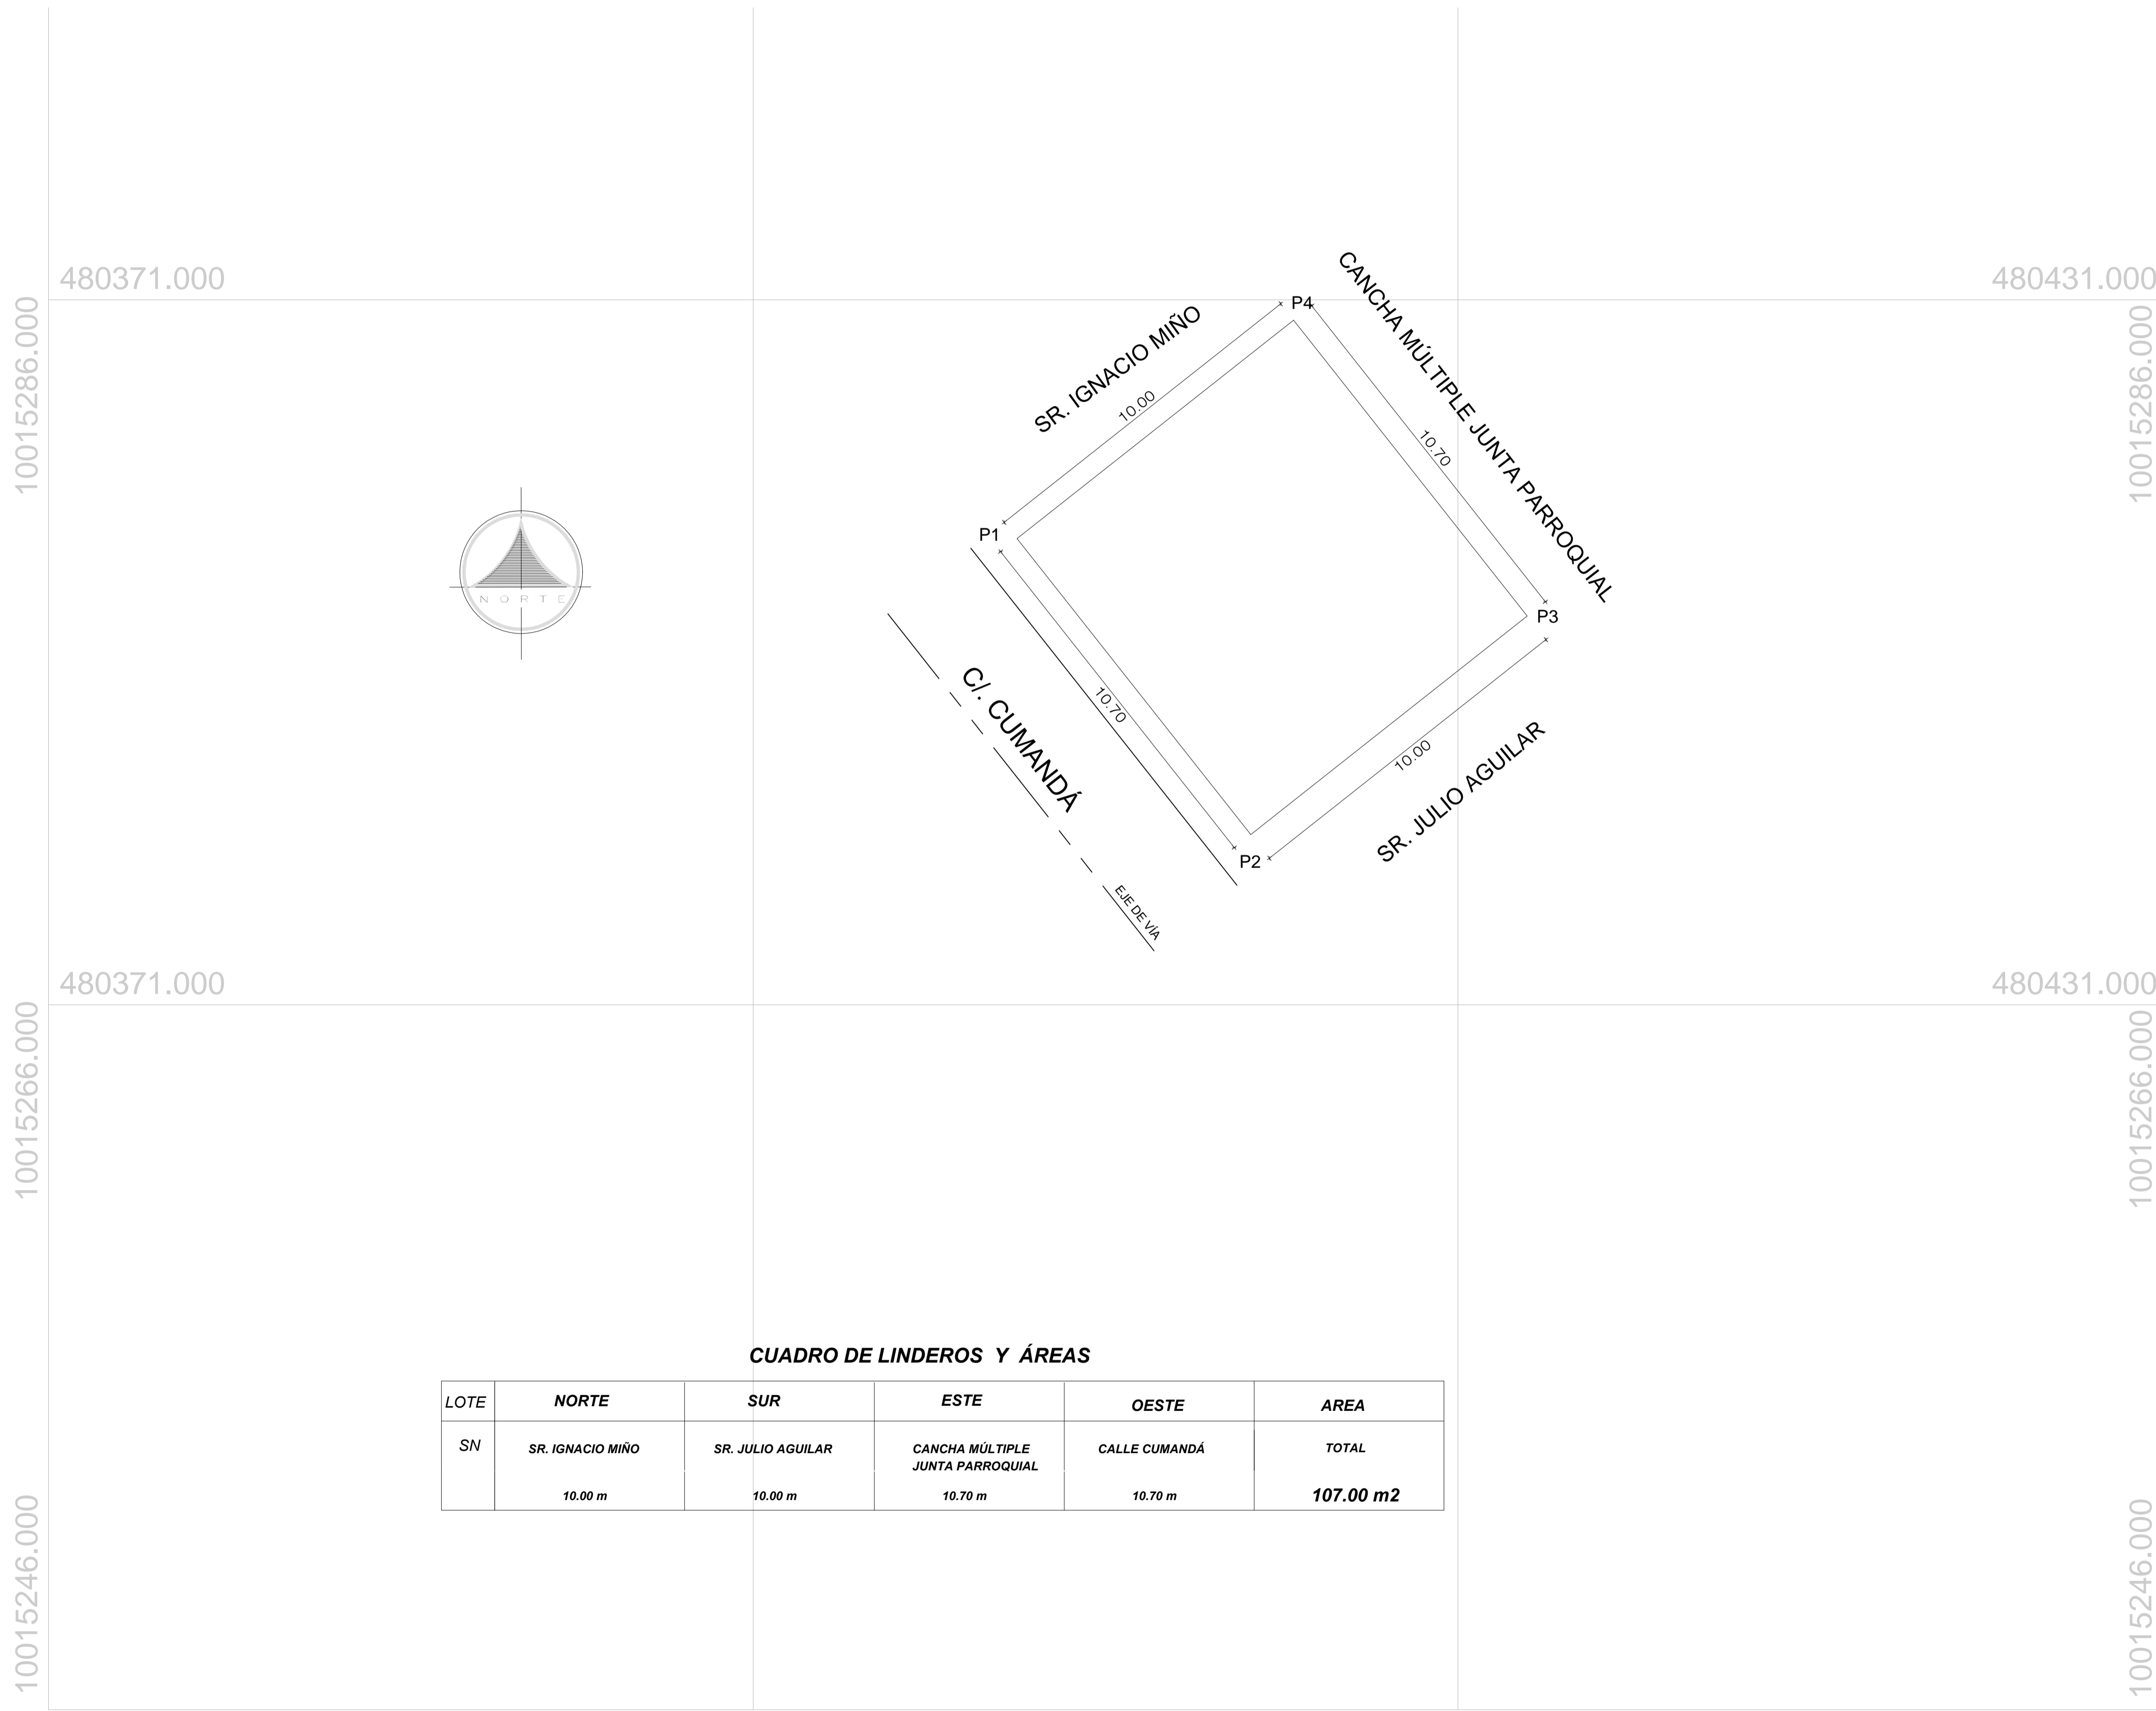 480371.000
480431.000
10015286.000
10015286.000
CANCHA MÚLTIPLE JUNTA PARROQUIAL
P4
SR. IGNACIO MIÑO
10.00
10.70
P1
NORTE
P3
C/. CUMANDÁ
10.70
10.00
SR. JULIO AGUILAR
P2
EJE DE VÍA
480371.000
480431.000
10015266.000
10015266.000
CUADRO DE LINDEROS Y ÁREAS
LOTE NORTE SUR ESTE OESTE AREA
SN SR. IGNACIO MIÑO SR. JULIO AGUILAR CANCHA MÚLTIPLE CALLE CUMANDÁ TOTAL
JUNTA PARROQUIAL
10.00 m 10.00 m 10.70 m 10.70 m 107.00 m2
10015246.000
10015246.000